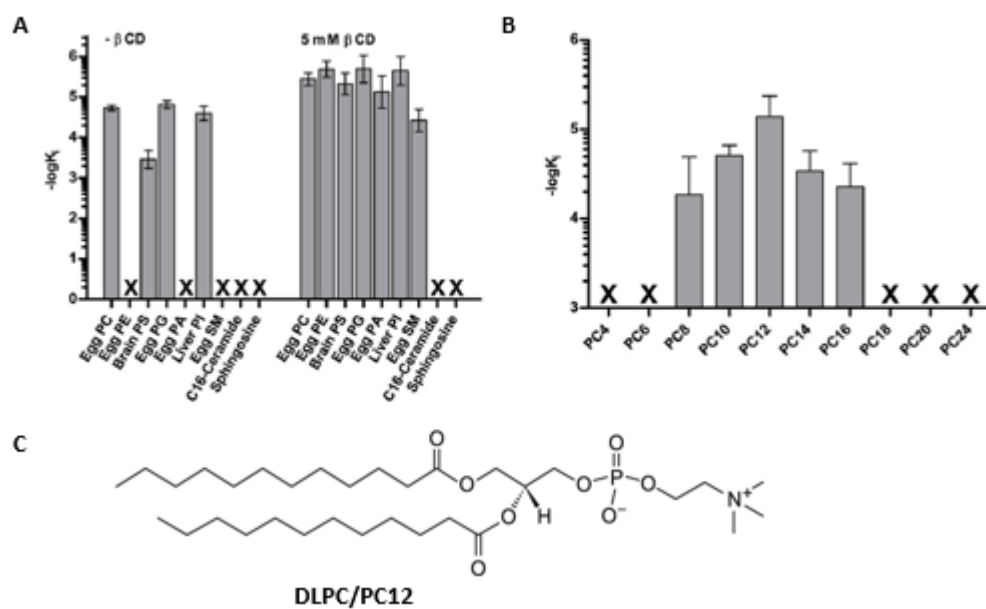 A
- β CD
5 mM β CD
-logKi
6
5
4
3
2
1
0
X
X
X
X
X
X
X
Egg PC
Egg PE
Brain PS
Egg PG
Egg PA
Liver PI
Egg SM
C16-Ceramide
Sphingosine
Egg PC
Egg PE
Brain PS
Egg PG
Egg PA
Liver PI
Egg SM
C16-Ceramide
Sphingosine
B
-logKi
6
5
4
3
X
X
X
X
X
PC4
PC6
PC8
PC10
PC12
PC14
PC16
PC18
PC20
PC24
C
O
O
O
P
O
O
O⁻
N⁺
O
H
O
DLPC/PC12